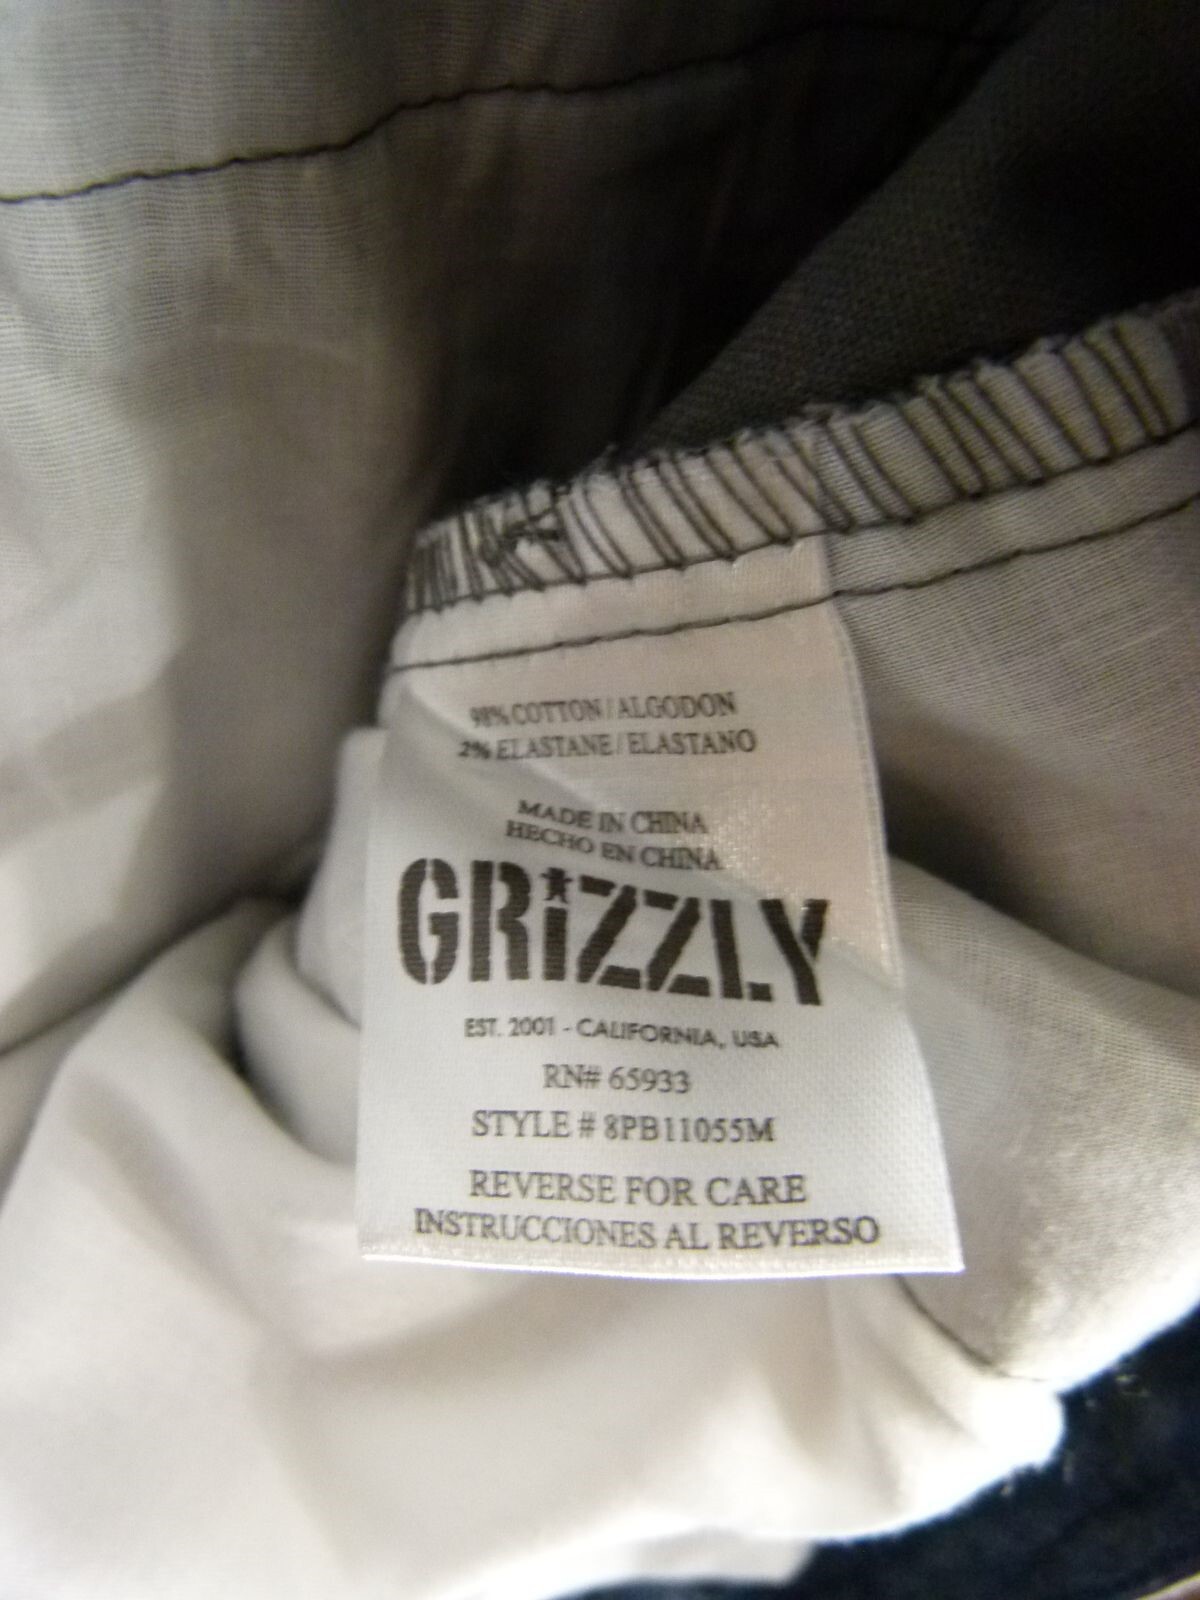 98% COTTON / ALGODON
2% ELASTANE / ELASTANO
MADE IN CHINA
HECHO EN CHINA
GRiZZLY
EST. 2001 - CALIFORNIA, USA
RN# 65933
STYLE # 8PB11055M
REVERSE FOR CARE
INSTRUCCIONES AL REVERSO